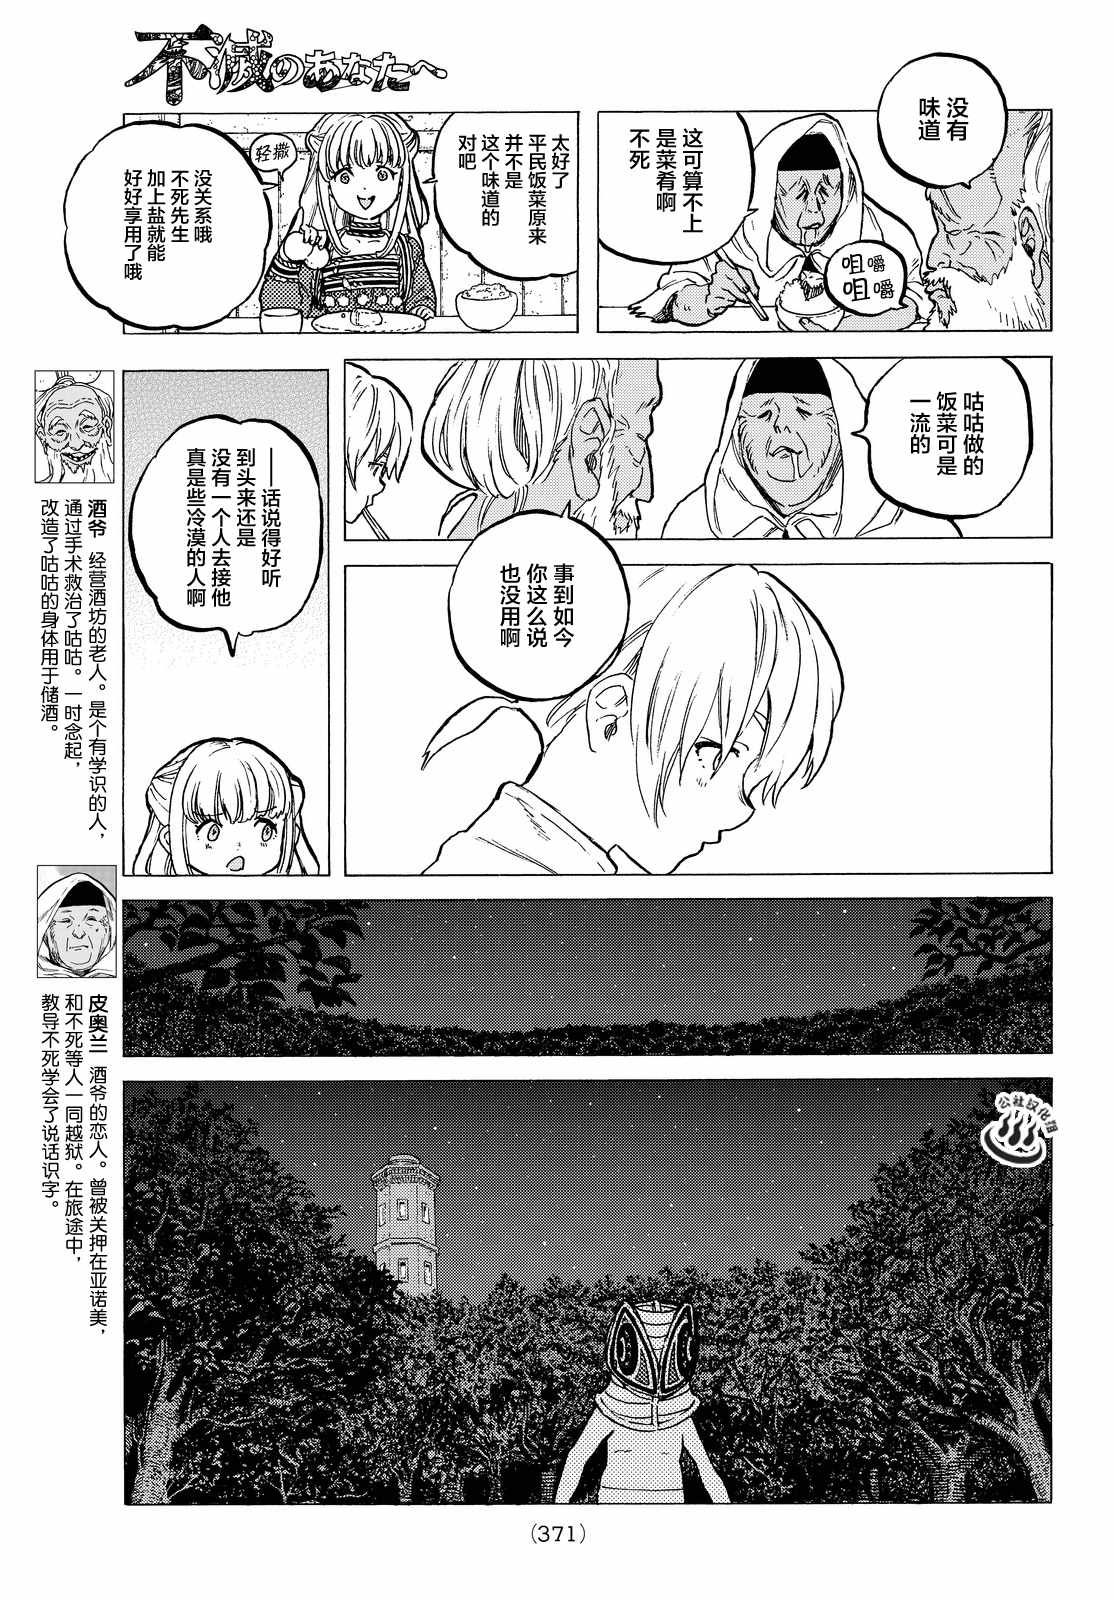 不滅のあなたへ
没有
味道
这可算不上
是菜肴啊
不死
咀嚼
咀嚼
太好了
平民饭菜原来
并不是
这个味道的
对吧
轻撒
没关系哦
不死先生
加上盐就能
好好享用了哦
咕咕做的
饭菜可是
一流的
事到如今
你这么说
也没用啊
——话说得好听
到头来还是
没有一个人去接他
真是些冷漠的人啊
酒爷 经营酒坊的老人。是个有学识的人，
通过手术救治了咕咕。一时念起，
改造了咕咕的身体用于储酒。
皮奥兰 酒爷的恋人。曾被关押在亚诺美，
和不死等人一同越狱。在旅途中，
教导不死学会了说话识字。
公社汉化组
(371)